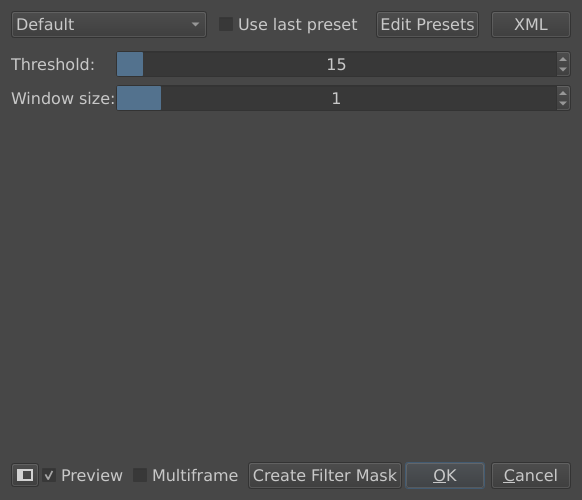 Default Use last preset Edit Presets XML
Threshold: 15
Window size: 1
Preview Multiframe Create Filter Mask OK Cancel